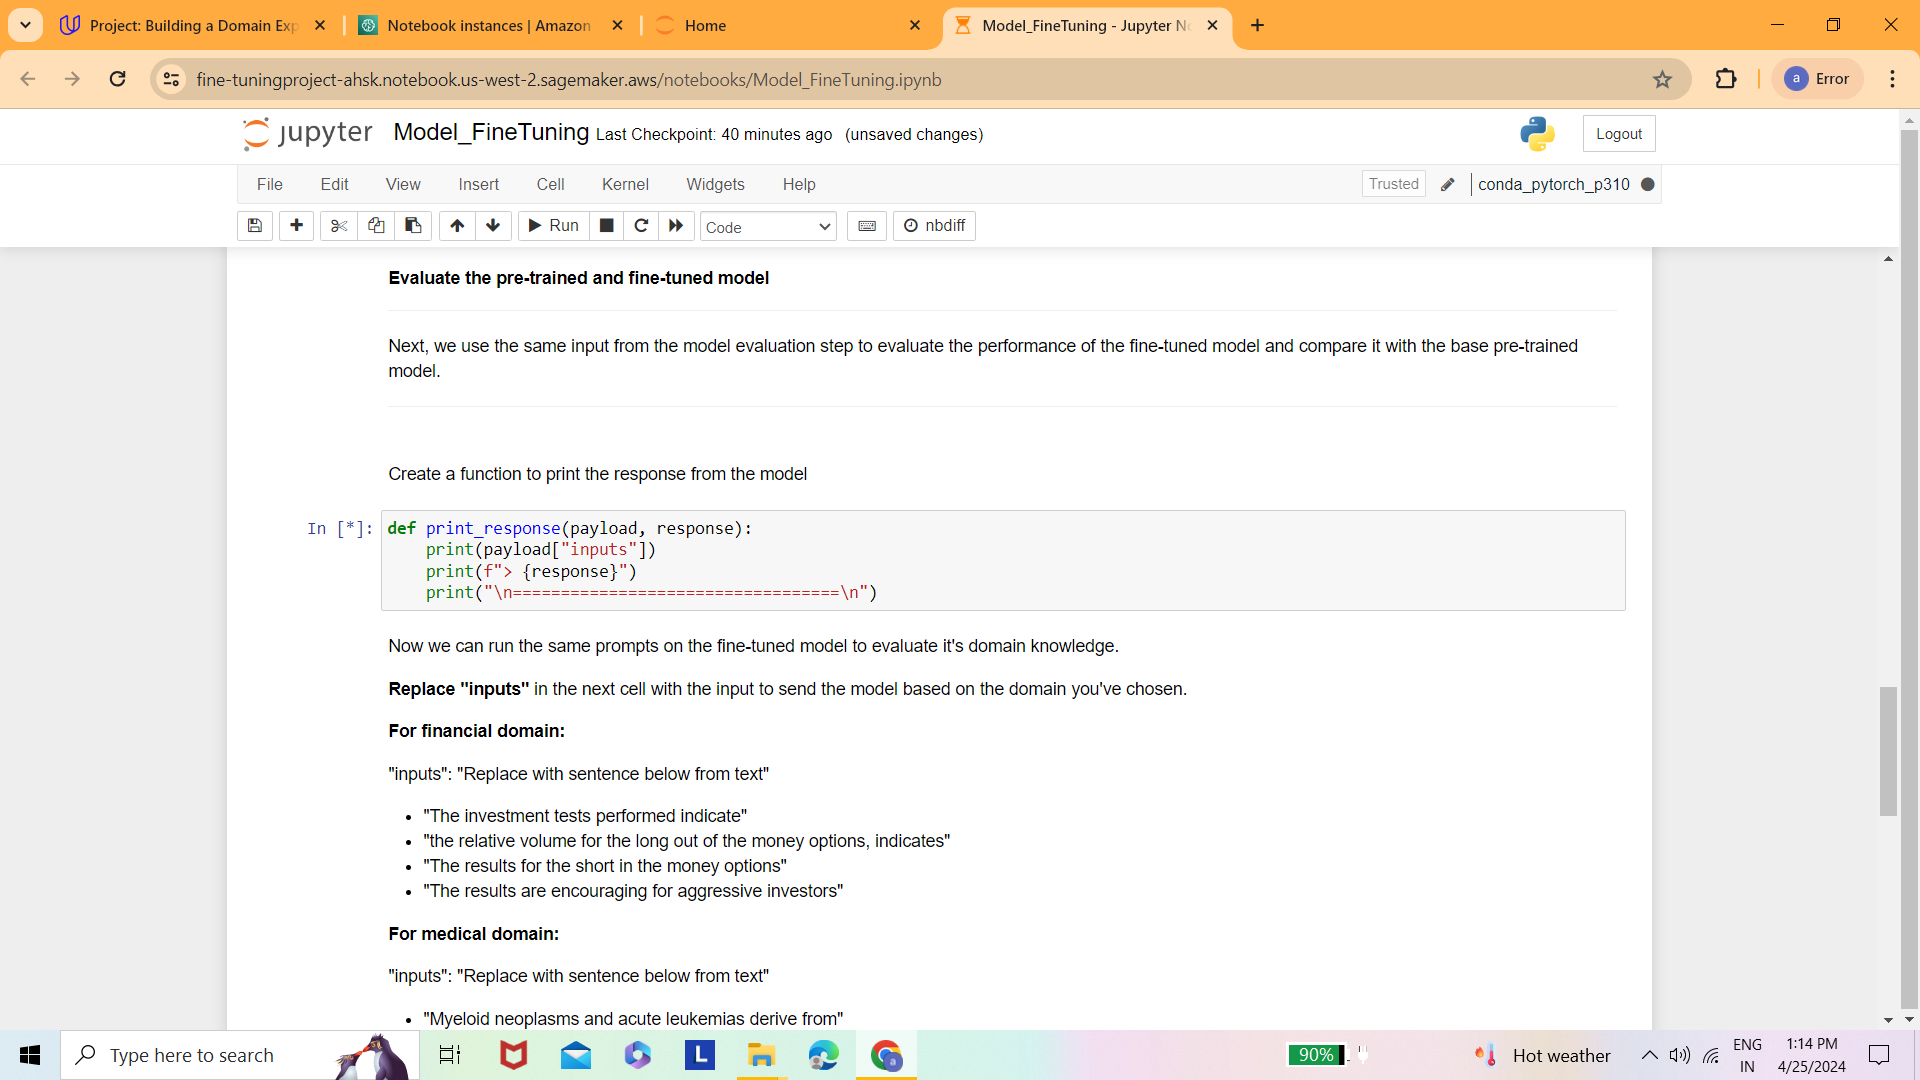 Project: Building a Domain Exp
Notebook instances | Amazon
Home
Model_FineTuning - Jupyter No
fine-tuningproject-ahsk.notebook.us-west-2.sagemaker.aws/notebooks/Model_FineTuning.ipynb
a Error
jupyter Model_FineTuning Last Checkpoint: 40 minutes ago (unsaved changes)
Logout
File Edit View Insert Cell Kernel Widgets Help
Trusted
conda_pytorch_p310
Run
Code
nbdiff
Evaluate the pre-trained and fine-tuned model
Next, we use the same input from the model evaluation step to evaluate the performance of the fine-tuned model and compare it with the base pre-trained
model.
Create a function to print the response from the model
In [*]: def print_response(payload, response):
print(payload["inputs"])
print(f"> {response}")
print("\n==================================\n")
Now we can run the same prompts on the fine-tuned model to evaluate it's domain knowledge.
Replace "inputs" in the next cell with the input to send the model based on the domain you've chosen.
For financial domain:
"inputs": "Replace with sentence below from text"
• "The investment tests performed indicate"
• "the relative volume for the long out of the money options, indicates"
• "The results for the short in the money options"
• "The results are encouraging for aggressive investors"
For medical domain:
"inputs": "Replace with sentence below from text"
• "Myeloid neoplasms and acute leukemias derive from"
Type here to search
L
90%
Hot weather
ENG
IN
1:14 PM
4/25/2024